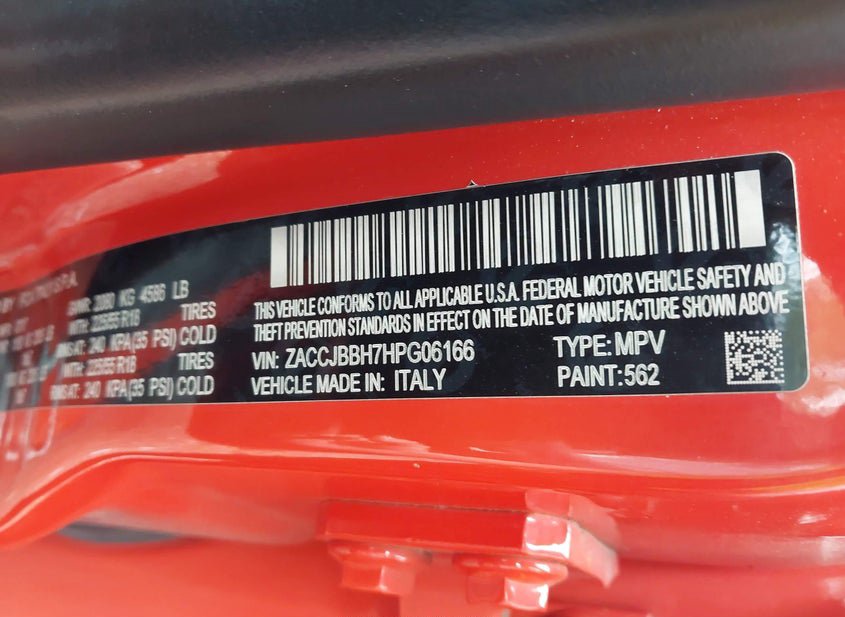 THIS VEHICLE CONFORMS TO ALL APPLICABLE U.S.A. FEDERAL MOTOR VEHICLE SAFETY AND
THEFT PREVENTION STANDARDS IN EFFECT ON THE DATE OF MANUFACTURE SHOWN ABOVE
VIN: ZACCJBBH7HPG06166 TYPE: MPV
VEHICLE MADE IN: ITALY PAINT: 562
BY
GVWR: 2080 KG 4586 LB
WITH: 225/55 R18 TIRES
AT: 240 KPA (35 PSI) COLD
WITH: 225/55 R18 TIRES
AT: 240 KPA (35 PSI) COLD